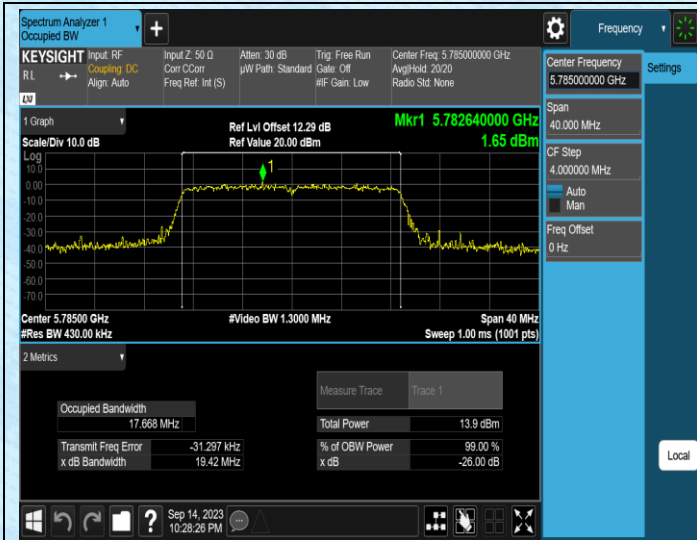 Spectrum Analyzer 1
Occupied BW
Frequency
KEYSIGHT
RL
LXI
Input: RF
Coupling: DC
Align: Auto
Input Z: 50 Ω
Corr CCorr
Freq Ref: Int (S)
Atten: 30 dB
µW Path: Standard
Trig: Free Run
Gate: Off
#IF Gain: Low
Center Freq: 5.785000000 GHz
Avg|Hold: 20/20
Radio Std: None
Center Frequency
5.785000000 GHz
Settings
Span
40.000 MHz
CF Step
4.000000 MHz
Auto
Man
Freq Offset
0 Hz
1 Graph
Scale/Div 10.0 dB
Ref Lvl Offset 12.29 dB
Ref Value 20.00 dBm
Mkr1 5.782640000 GHz
1.65 dBm
Log
10.0
0.00
-10.0
-20.0
-30.0
-40.0
-50.0
-60.0
-70.0
1
Center 5.78500 GHz
#Res BW 430.00 kHz
#Video BW 1.3000 MHz
Span 40 MHz
Sweep 1.00 ms (1001 pts)
2 Metrics
Measure Trace Trace 1
Occupied Bandwidth
17.668 MHz
Total Power 13.9 dBm
Transmit Freq Error -31.297 kHz
% of OBW Power 99.00 %
x dB Bandwidth 19.42 MHz
x dB -26.00 dB
Local
Sep 14, 2023
10:28:26 PM